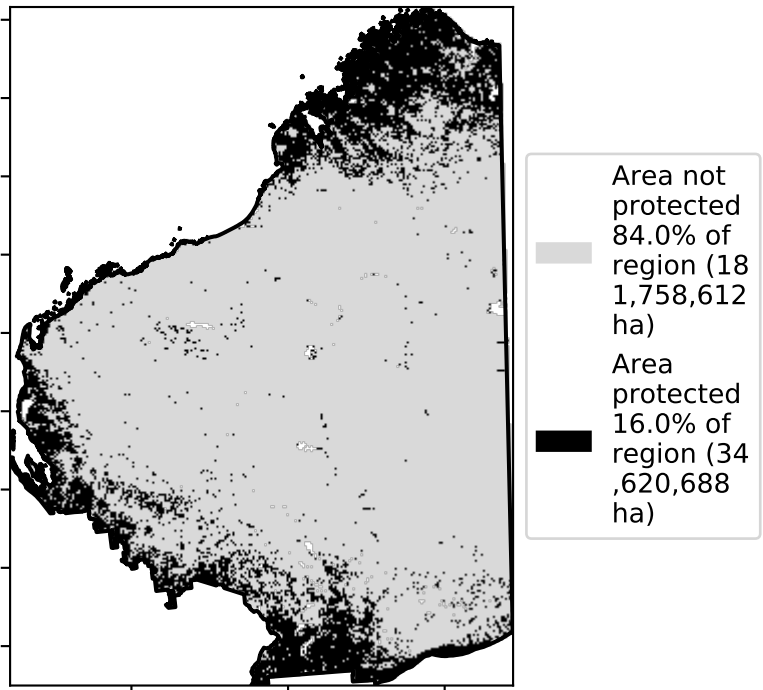 Area not
protected
84.0% of
region (18
1,758,612
ha)
Area
protected
16.0% of
region (34
,620,688
ha)